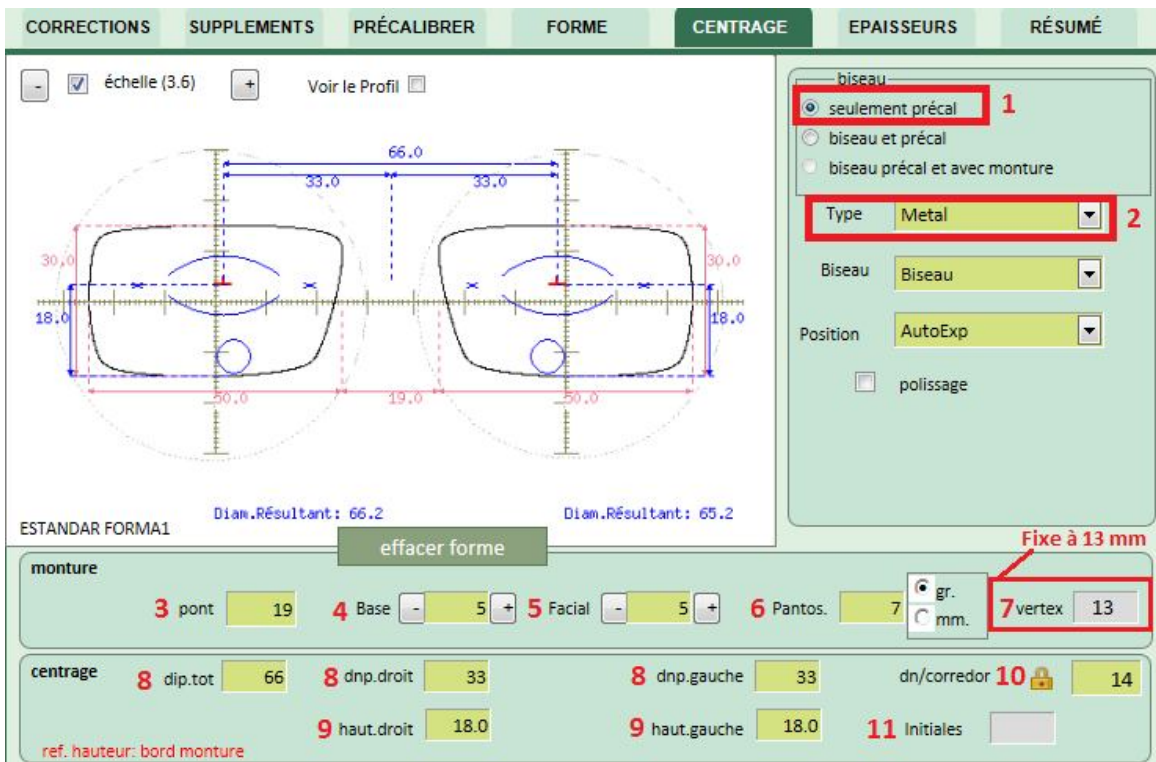 CORRECTIONS SUPPLEMENTS PRÉCALIBRER FORME CENTRAGE EPAISSEURS RÉSUMÉ
- échelle (3.6) + Voir le Profil
66.0
33.0 33.0
30.0 30.0
18.0 18.0
50.0 19.0 50.0
Diam.Résultant: 66.2 Diam.Résultant: 65.2
ESTANDAR FORMA1
biseau
seulement précal 1
biseau et précal
biseau précal et avec monture
Type Metal 2
Biseau Biseau
Position AutoExp
polissage
effacer forme
Fixe à 13 mm
monture
3 pont 19 4 Base - 5 + 5 Facial - 5 + 6 Pantos. 7 gr. 7 vertex 13
mm.
centrage 8 dip.tot 66 8 dnp.droit 33 8 dnp.gauche 33 dn/corredor 10 14
9 haut.droit 18.0 9 haut.gauche 18.0 11 Initiales
ref. hauteur: bord monture